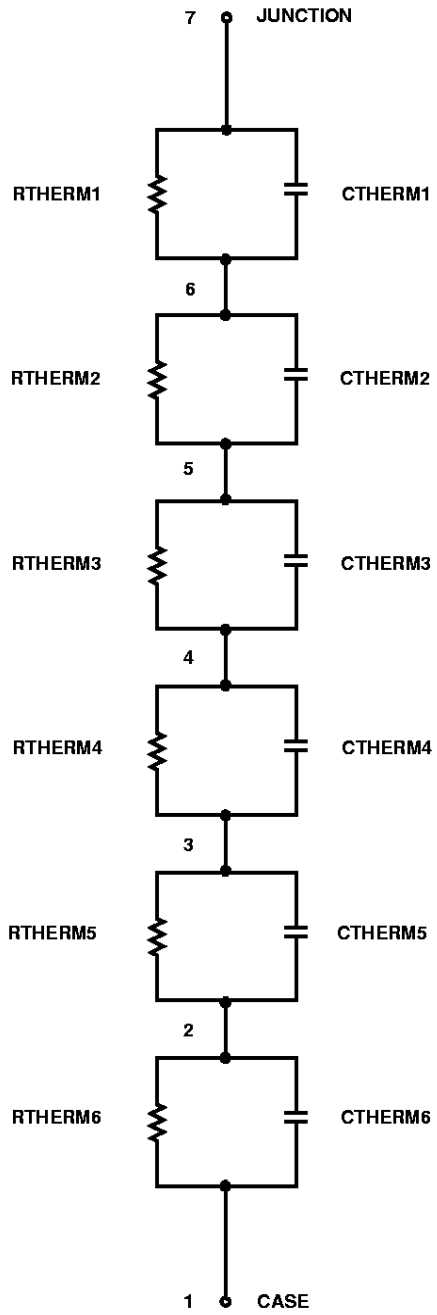 7 JUNCTION
RTHERM1 CTHERM1
6
RTHERM2 CTHERM2
5
RTHERM3 CTHERM3
4
RTHERM4 CTHERM4
3
RTHERM5 CTHERM5
2
RTHERM6 CTHERM6
1 CASE